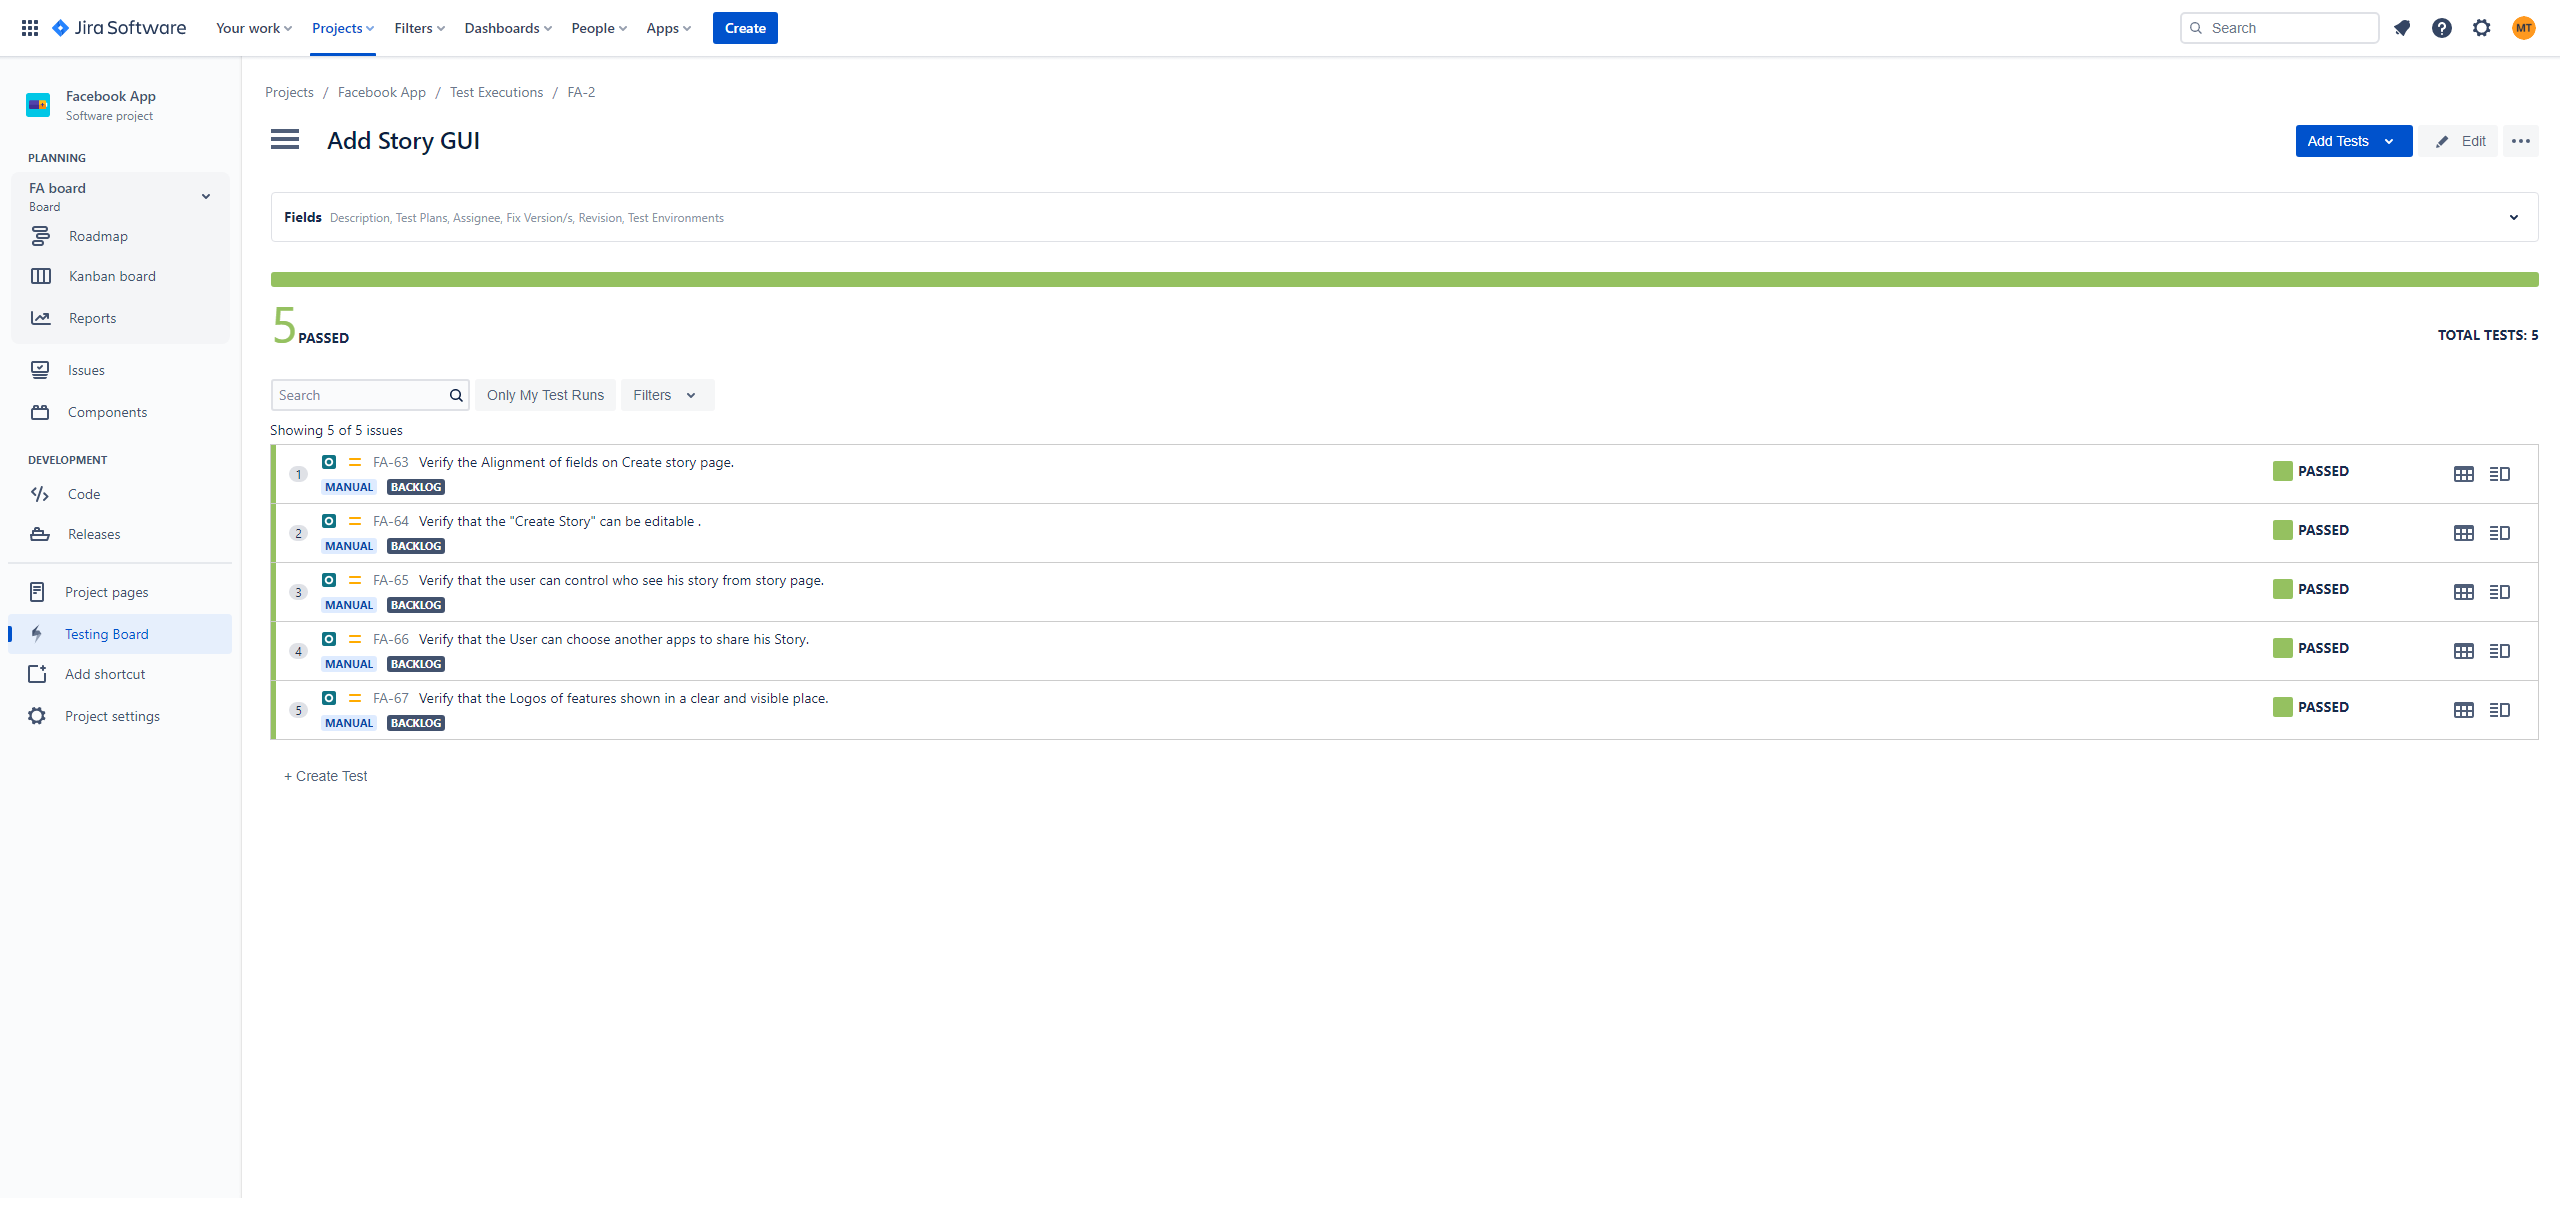 Jira Software Your work Projects Filters Dashboards People Apps Create Search MT
Facebook App
Software project
PLANNING
FA board
Board
Roadmap
Kanban board
Reports
Issues
Components
DEVELOPMENT
Code
Releases
Project pages
Testing Board
Add shortcut
Project settings
Projects / Facebook App / Test Executions / FA-2
Add Story GUI
Add Tests Edit
Fields Description, Test Plans, Assignee, Fix Version/s, Revision, Test Environments
5 PASSED
TOTAL TESTS: 5
Search Only My Test Runs Filters
Showing 5 of 5 issues
1 FA-63 Verify the Alignment of fields on Create story page. PASSED
MANUAL BACKLOG
2 FA-64 Verify that the "Create Story" can be editable . PASSED
MANUAL BACKLOG
3 FA-65 Verify that the user can control who see his story from story page. PASSED
MANUAL BACKLOG
4 FA-66 Verify that the User can choose another apps to share his Story. PASSED
MANUAL BACKLOG
5 FA-67 Verify that the Logos of features shown in a clear and visible place. PASSED
MANUAL BACKLOG
+ Create Test